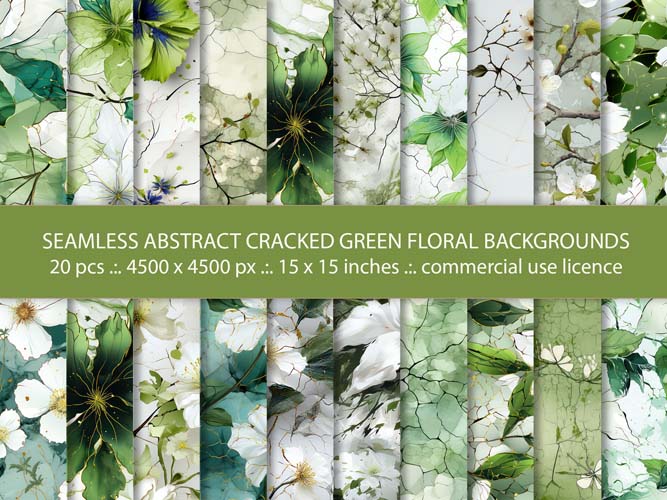 SEAMLESS ABSTRACT CRACKED GREEN FLORAL BACKGROUNDS
20 pcs .:. 4500 x 4500 px .:. 15 x 15 inches .:. commercial use licence